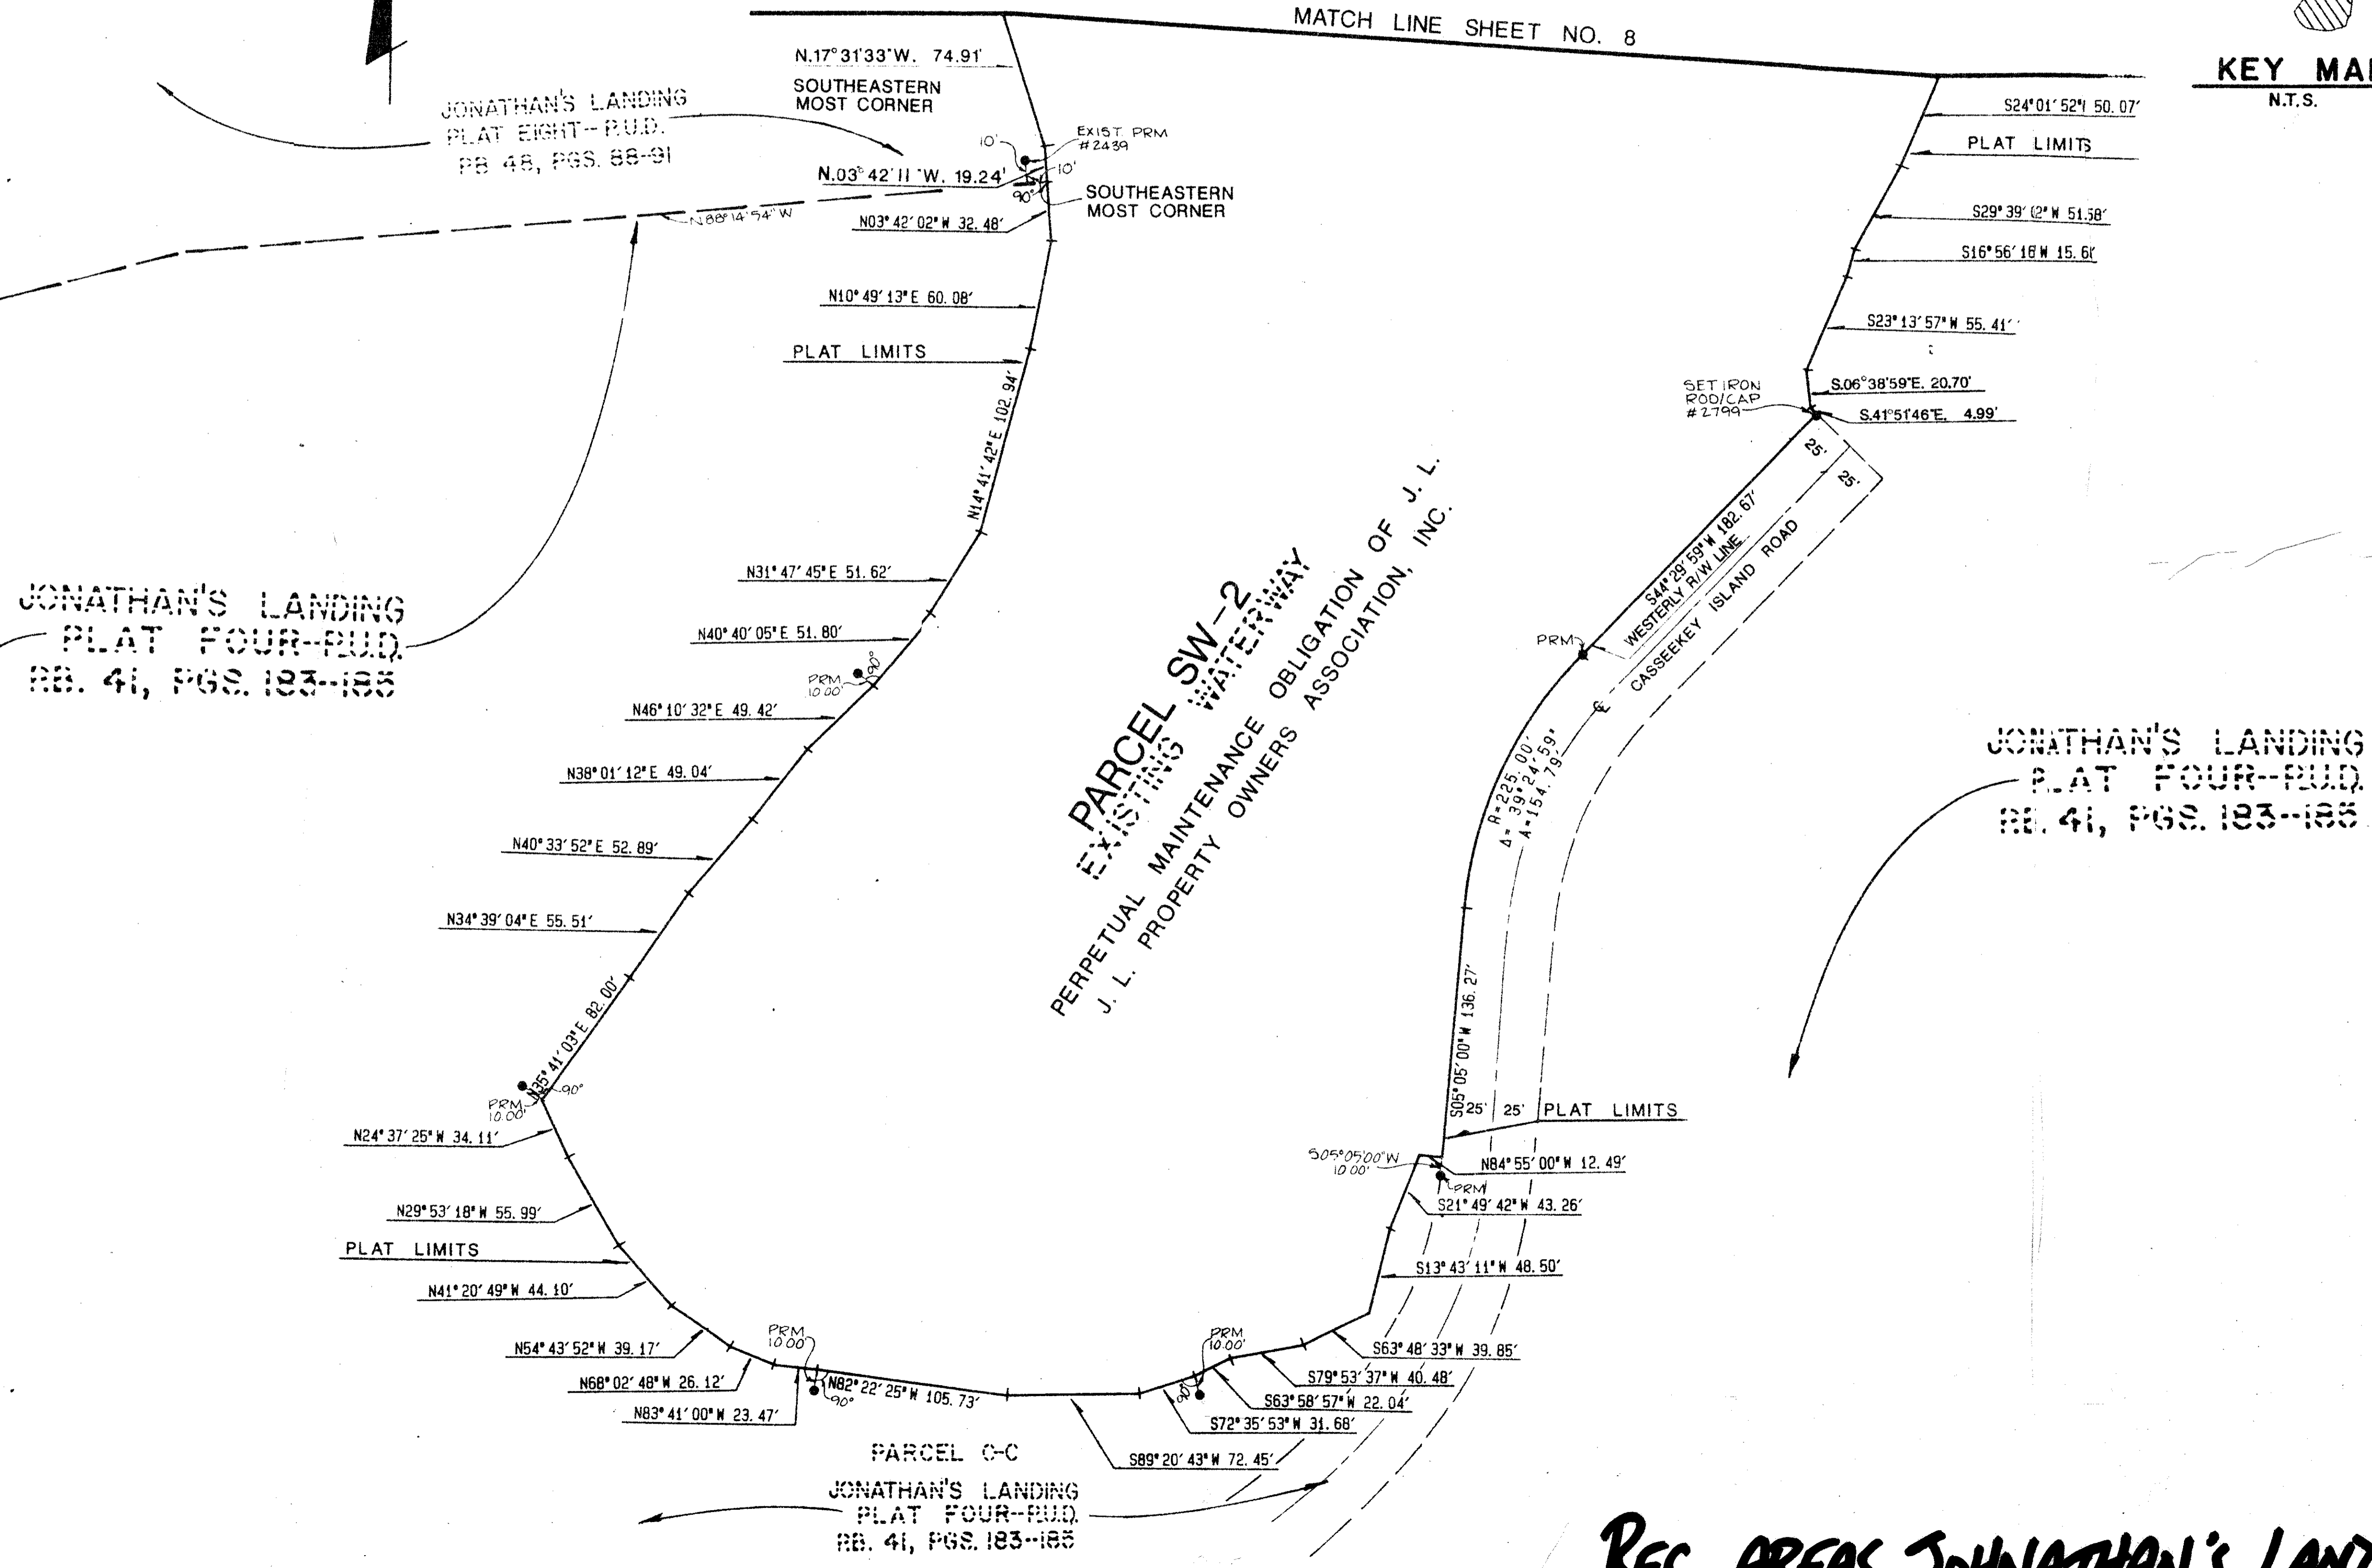 MATCH LINE SHEET NO. 8
KEY
N.T.S.
N.17°31'33"W. 74.91'
SOUTHEASTERN
MOST CORNER
JONATHAN'S LANDING
PLAT EIGHT--P.U.D.
P.B. 48, PGS. 88-91
EXIST. PRM
#2439
10'
10'
N.03°42'11"W. 19.24'
90°
SOUTHEASTERN
MOST CORNER
N88°14'54"W
N03°42'02"W 32.48'
N10°49'13"E 60.08'
PLAT LIMITS
N14°41'42"E 102.94'
N31°47'45"E 51.62'
N40°40'05"E 51.80'
90°
PRM
10.00'
N46°10'32"E 49.42'
N38°01'12"E 49.04'
N40°33'52"E 52.89'
N34°39'04"E 55.51'
N35°41'03"E 82.00'
90°
PRM
10.00'
N24°37'25"W 34.11'
N29°53'18"W 55.99'
PLAT LIMITS
N41°20'49"W 44.10'
N54°43'52"W 39.17'
N68°02'48"W 26.12'
N83°41'00"W 23.47'
PRM
10.00'
90°
N82°22'25"W 105.73'
JONATHAN'S LANDING
PLAT FOUR--P.U.D.
P.B. 41, PGS. 183--185
S24°01'52" 50.07'
PLAT LIMITS
S29°39'02"W 51.58'
S16°56'16"W 15.61'
S23°13'57"W 55.41'
S.06°38'59"E. 20.70'
S.41°51'46"E. 4.99'
SET IRON
ROD/CAP
#2799
25'
25'
S44°29'59"W 182.67'
WESTERLY R/W LINE
CASSEEKEY ISLAND ROAD
PRM
℄
R=225.00'
Δ=39°24'59"
A=154.79'
PARCEL SW-2
EXISTING WATERWAY
PERPETUAL MAINTENANCE OBLIGATION OF J. L.
J. L. PROPERTY OWNERS ASSOCIATION, INC.
JONATHAN'S LANDING
PLAT FOUR--P.U.D.
P.B. 41, PGS. 183--185
S05°05'00"W 136.27'
25' 25'
PLAT LIMITS
S05°05'00"W
10.00'
N84°55'00"W 12.49'
PRM
S21°49'42"W 43.26'
S13°43'11"W 48.50'
PRM
10.00'
S63°48'33"W 39.85'
S79°53'37"W 40.48'
S63°58'57"W 22.04'
90°
S72°35'53"W 31.68'
S89°20'43"W 72.45'
PARCEL C-C
JONATHAN'S LANDING
PLAT FOUR--P.U.D.
P.B. 41, PGS. 183--185
REC. AREAS JOHNATHAN'S